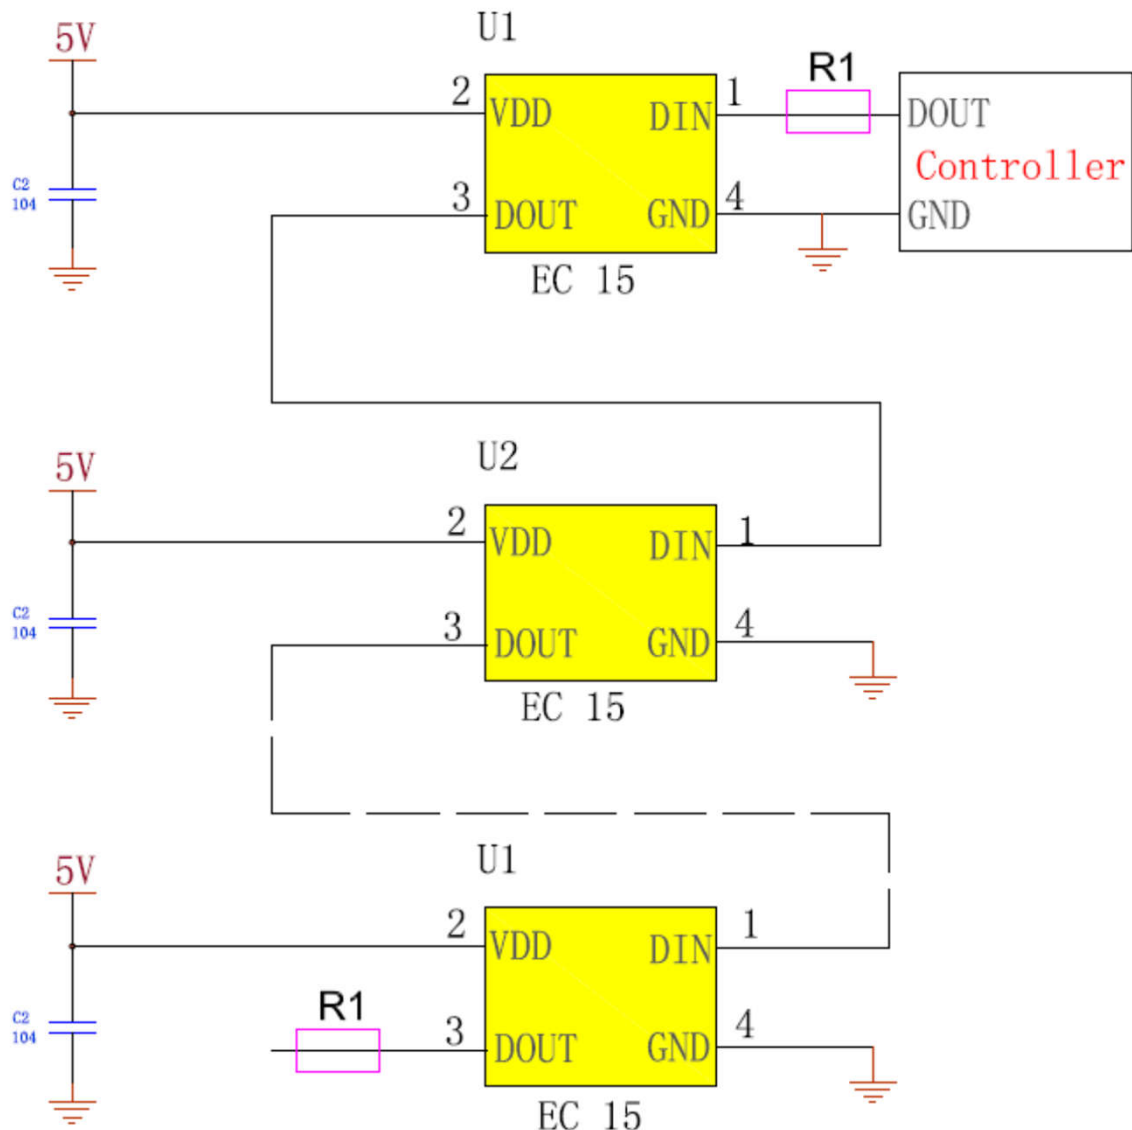 U1
5V
R1
2
VDD
DIN
1
DOUT
Controller
C2
104
3
DOUT
GND
4
GND
EC 15
U2
5V
2
VDD
DIN
1
C2
104
3
DOUT
GND
4
EC 15
U1
5V
2
VDD
DIN
1
R1
C2
104
3
DOUT
GND
4
EC 15